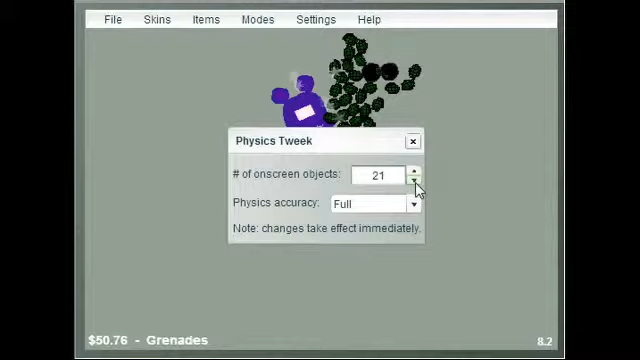 File Skins Items Modes Settings Help
Physics Tweek
# of onscreen objects: 21
Physics accuracy: Full
Note: changes take effect immediately.
$50.76 - Grenades 8.2